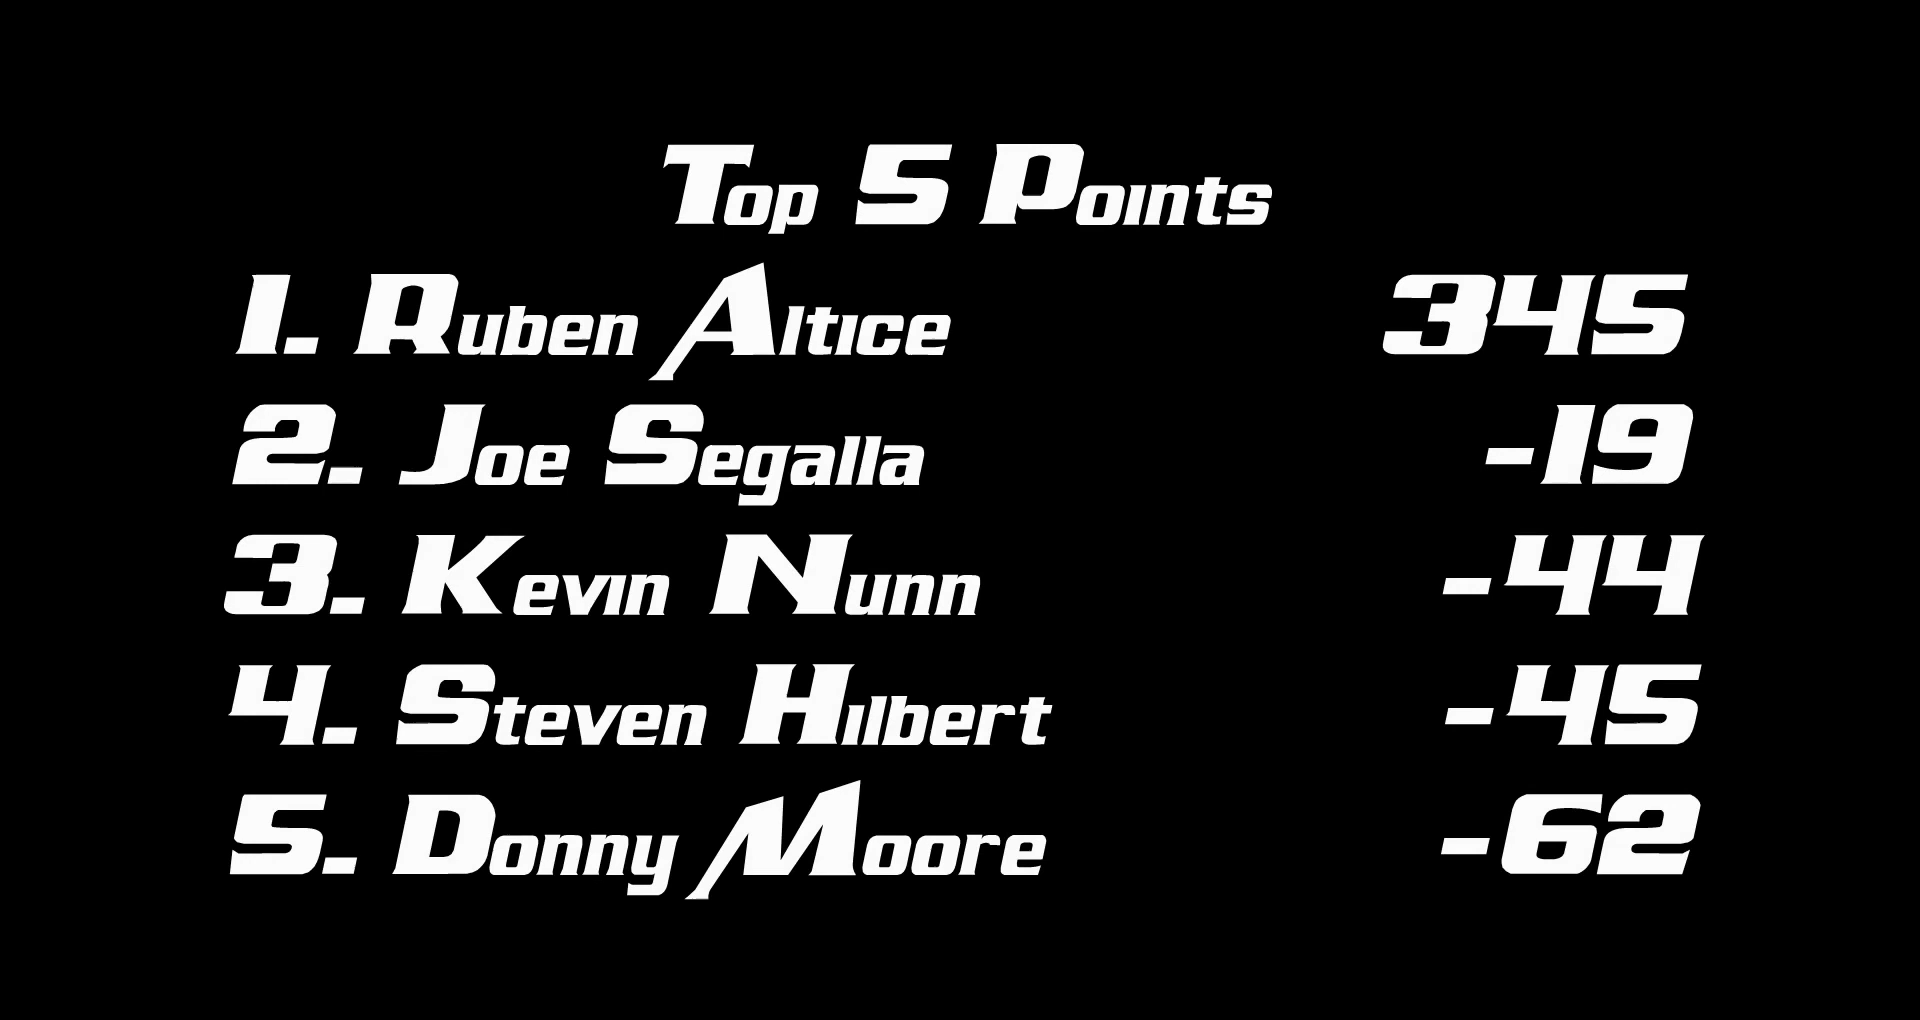 Top 5 Points
1. Ruben Altice 345
2. Joe Segalla -19
3. Kevin Nunn -44
4. Steven Hilbert -45
5. Donny Moore -62